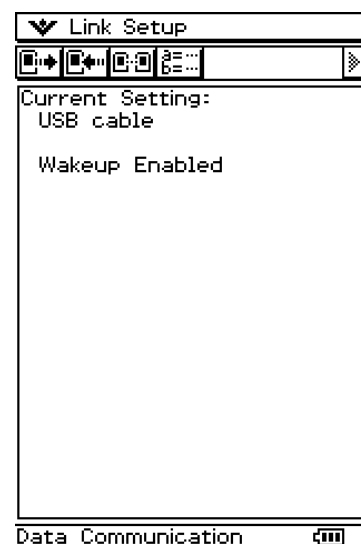 Link Setup
Current Setting:
USB cable
Wakeup Enabled
Data Communication